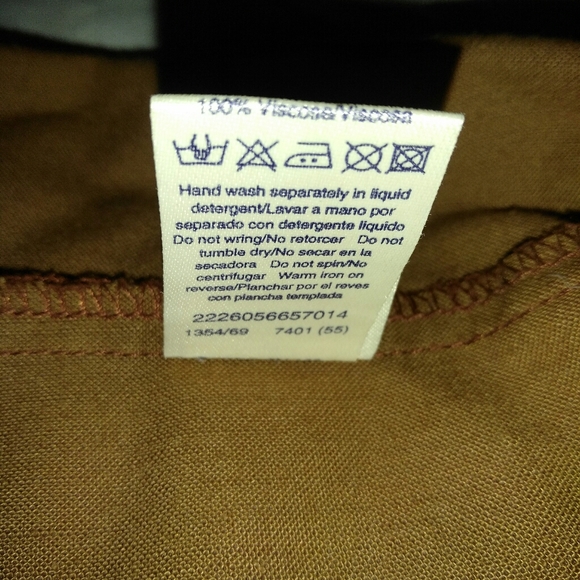 100% Viscose/Viscosa
Hand wash separately in liquid
detergent/Lavar a mano por
separado con detergente liquido
Do not wring/No retorcer Do not
tumble dry/No secar en la
secadora Do not spin/No
centrifugar Warm iron on
reverse/Planchar por el reves
con plancha templada
2226056657014
1354/69 7401 (55)